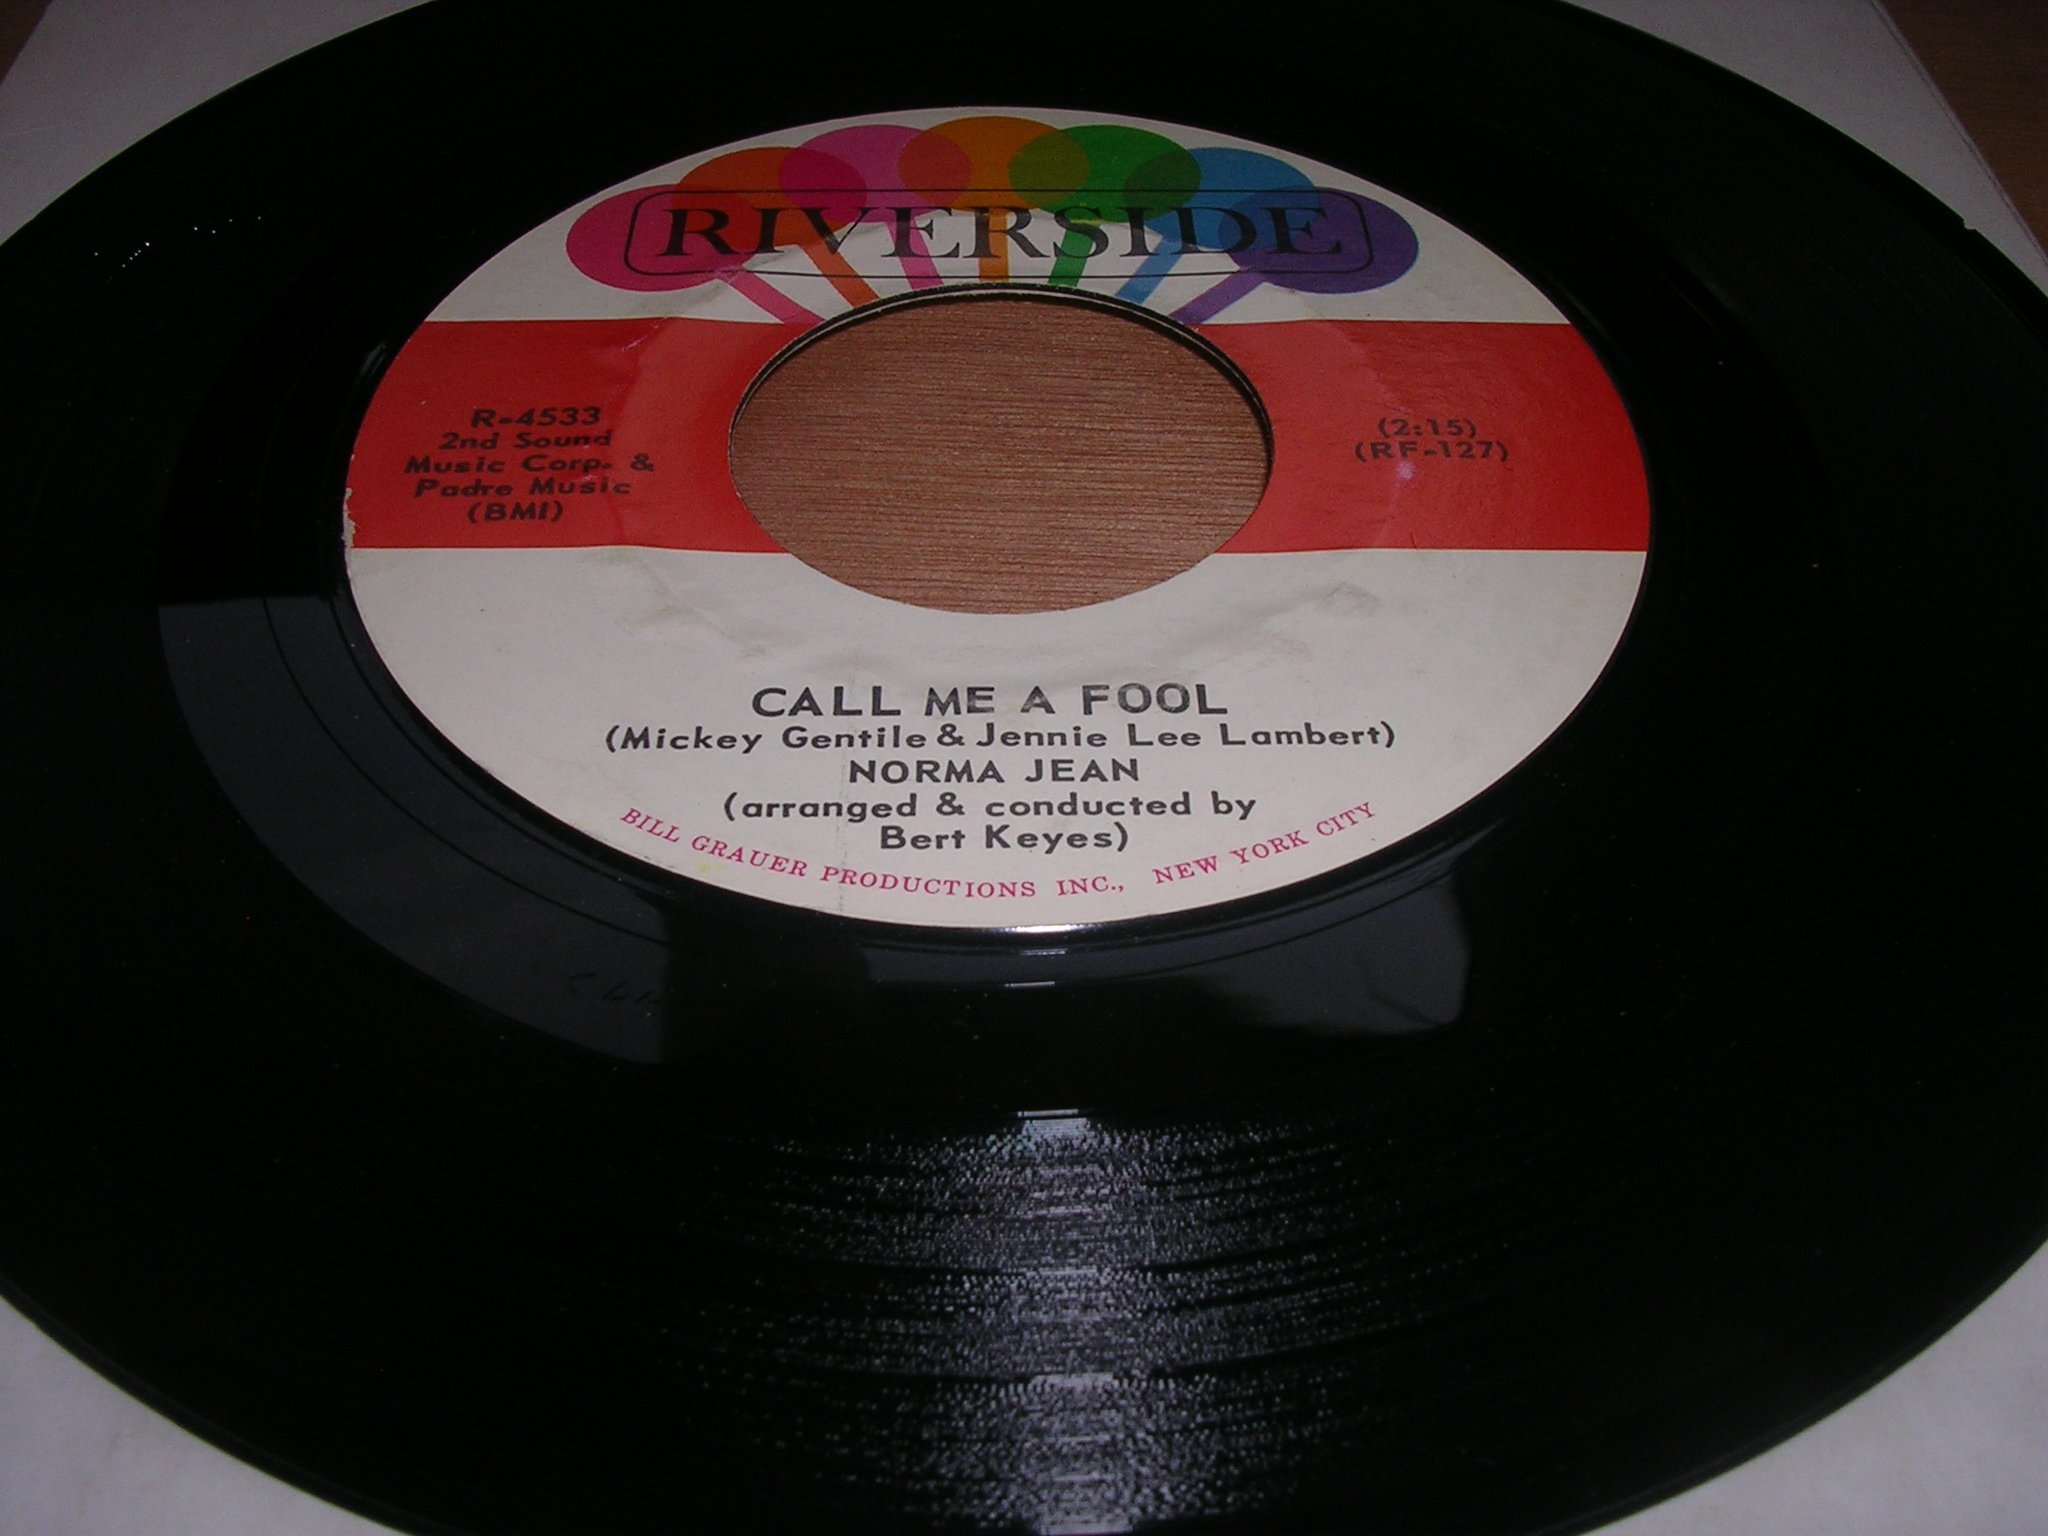 RIVERSIDE
R-4533
2nd Sound
Music Corp. &
Padre Music
(BMI)
(2:15)
(RF-127)
CALL ME A FOOL
(Mickey Gentile & Jennie Lee Lambert)
NORMA JEAN
(arranged & conducted by
Bert Keyes)
BILL GRAUER PRODUCTIONS INC., NEW YORK CITY